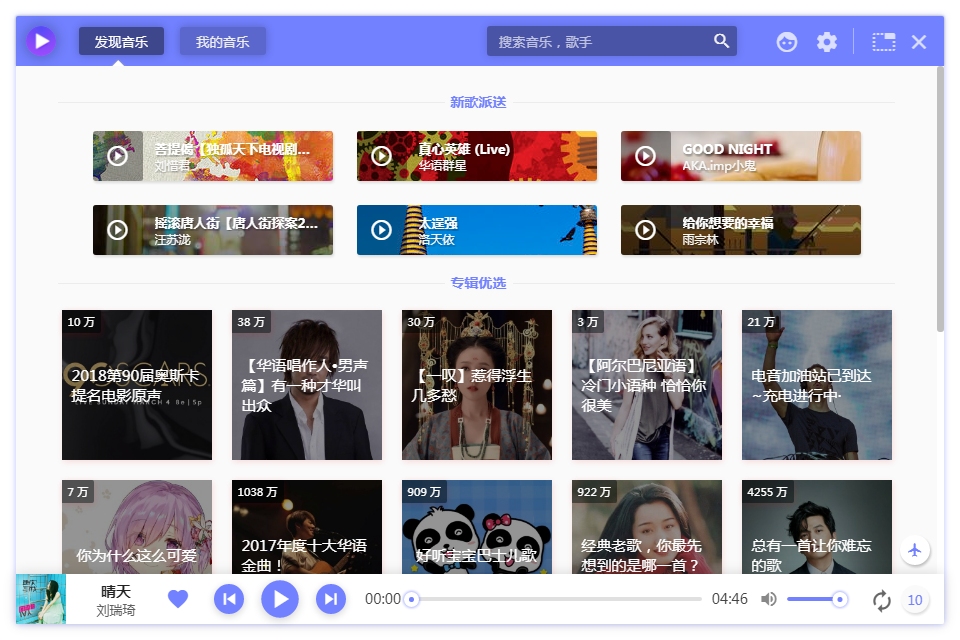 发现音乐
我的音乐
搜索音乐，歌手
新歌派送
菩提偈【独孤天下电视剧...
刘惜君
真心英雄 (Live)
华语群星
GOOD NIGHT
AKA.imp小鬼
摇滚唐人街【唐人街探案2...
汪苏泷
太逞强
洛天依
给你想要的幸福
雨宗林
专辑优选
10 万
2018第90届奥斯卡
提名电影原声
38 万
【华语唱作人•男声
篇】有一种才华叫
出众
30 万
【一叹】惹得浮生
几多愁
3 万
【阿尔巴尼亚语】
冷门小语种 恰恰你
很美
21 万
电音加油站已到达
~充电进行中·
7 万
你为什么这么可爱
1038 万
2017年度十大华语
金曲！
909 万
好听宝宝巴士儿歌
922 万
经典老歌，你最先
想到的是哪一首？
4255 万
总有一首让你难忘
的歌
晴天
刘瑞琦
00:00
04:46
10